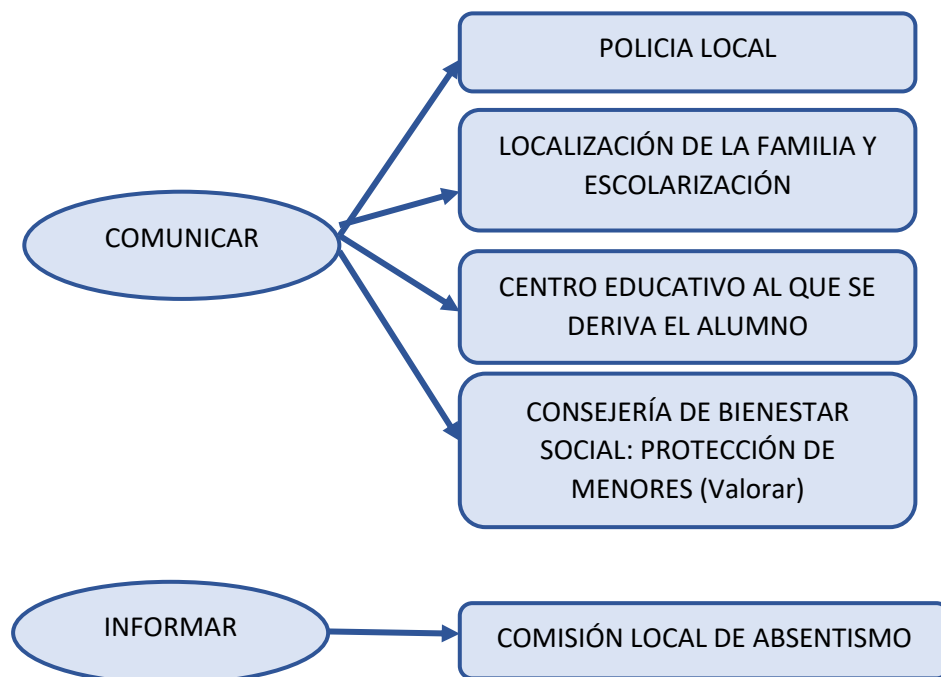 POLICIA LOCAL
LOCALIZACIÓN DE LA FAMILIA Y
ESCOLARIZACIÓN
COMUNICAR
CENTRO EDUCATIVO AL QUE SE
DERIVA EL ALUMNO
CONSEJERÍA DE BIENESTAR
SOCIAL: PROTECCIÓN DE
MENORES (Valorar)
INFORMAR
COMISIÓN LOCAL DE ABSENTISMO